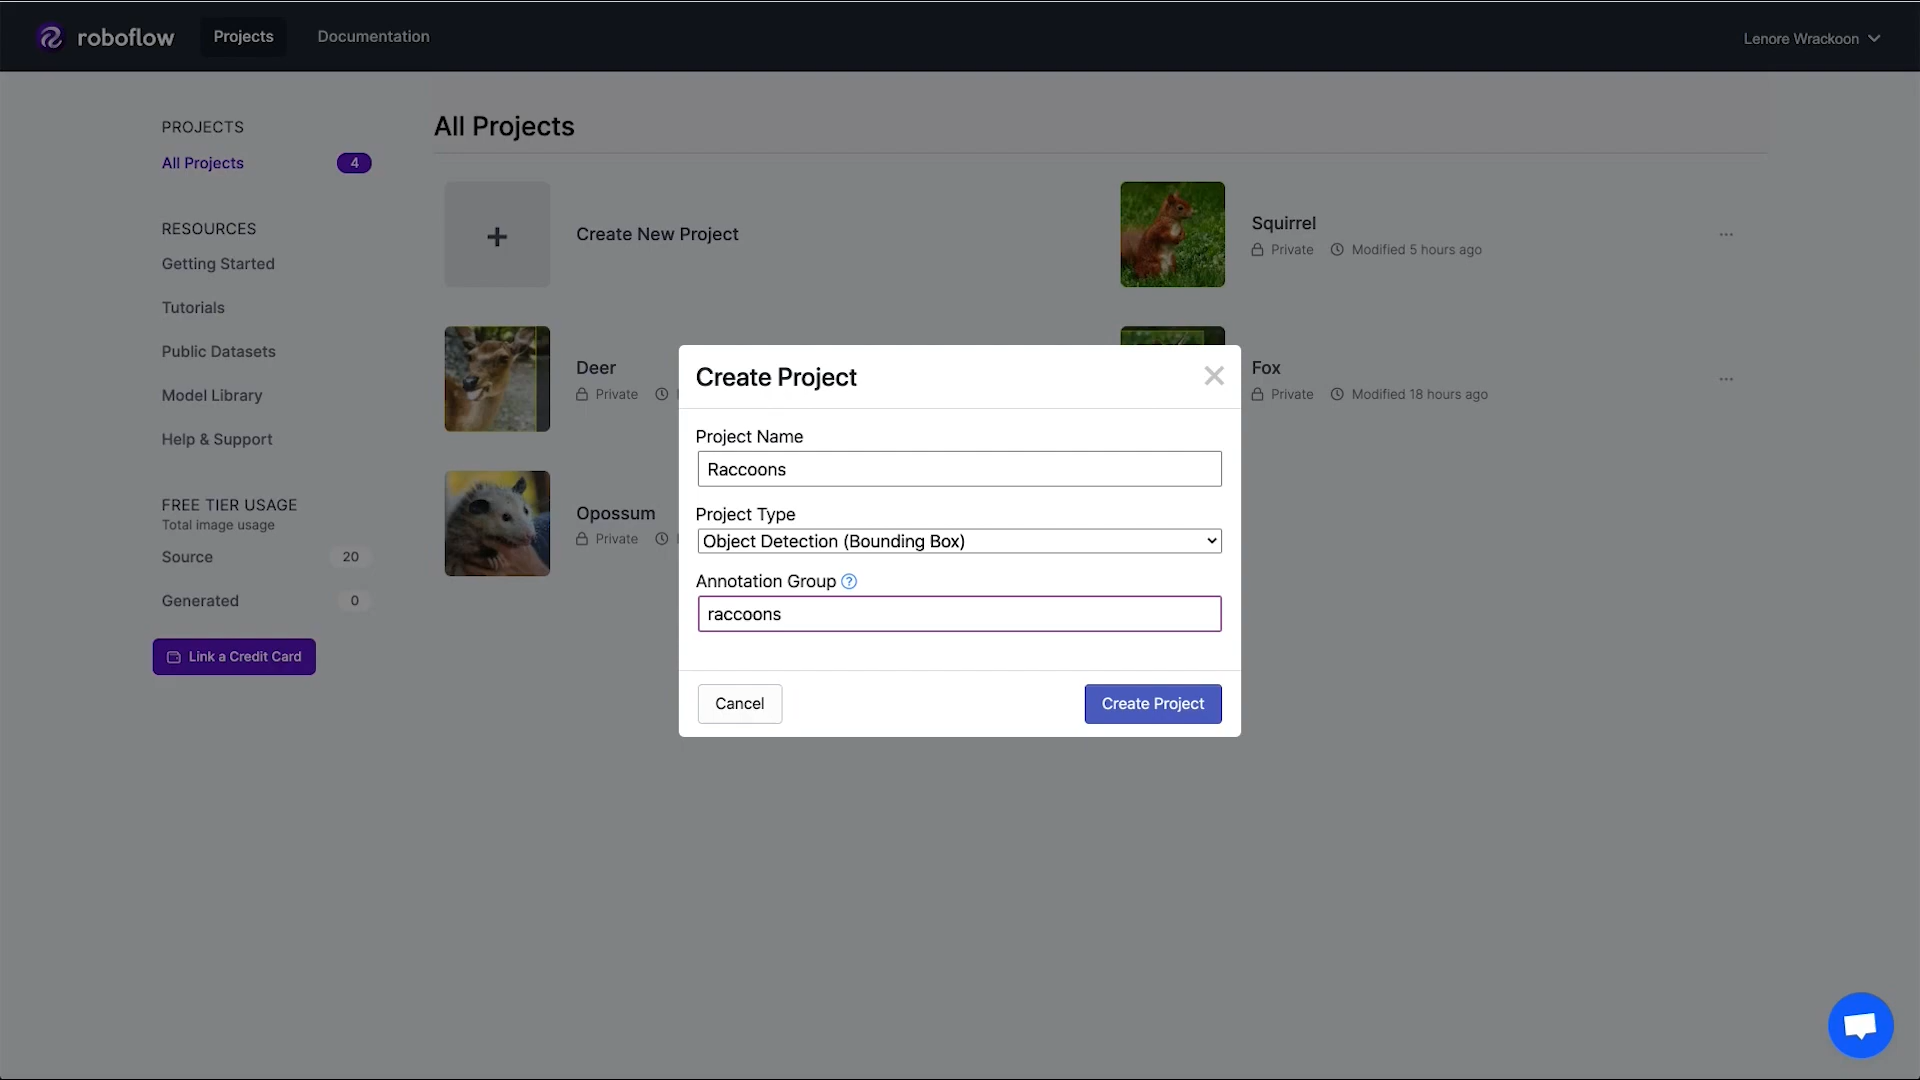 roboflow
Projects
Documentation
Lenore Wrackoon
PROJECTS
All Projects
4
RESOURCES
Getting Started
Tutorials
Public Datasets
Model Library
Help & Support
FREE TIER USAGE
Total image usage
Source
20
Generated
0
Link a Credit Card
All Projects
+
Create New Project
Squirrel
Private
Modified 5 hours ago
...
Deer
Private
Fox
Private
Modified 18 hours ago
...
Opossum
Private
Create Project
Project Name
Raccoons
Project Type
Object Detection (Bounding Box)
Annotation Group ?
raccoons
Cancel
Create Project